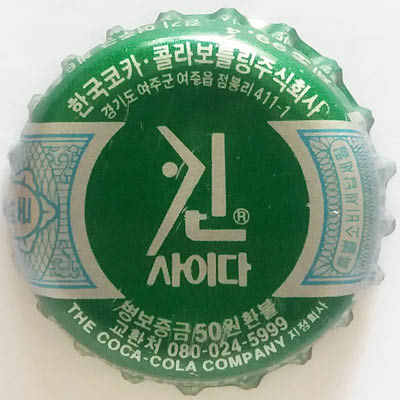 한국코카·콜라보틀링주식회사
경기도 여주군 여주읍 점봉리 411-1
킨®
사이다
병보증금50원환불
교환처 080-024-5999
THE COCA-COLA COMPANY 지정회사